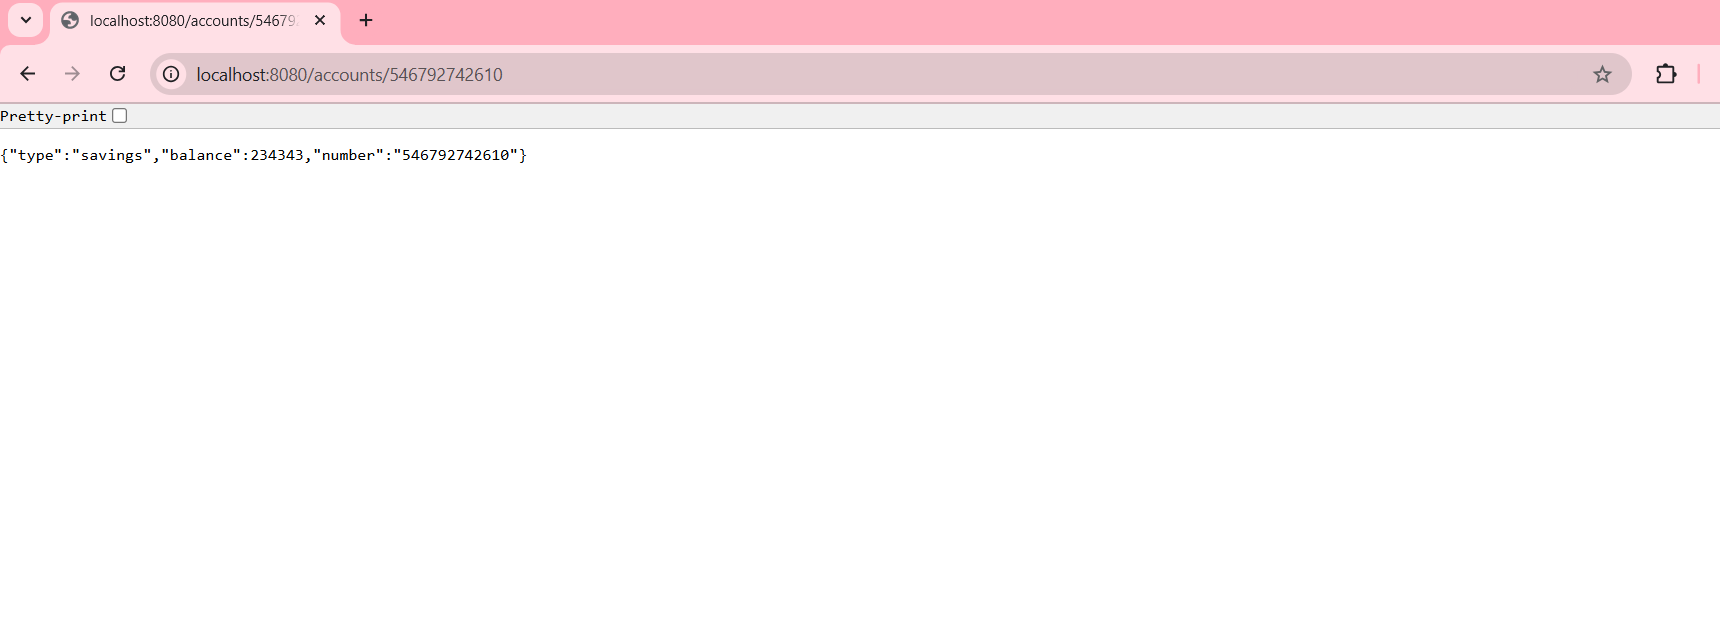 localhost:8080/accounts/54679
localhost:8080/accounts/546792742610
Pretty-print
{"type":"savings","balance":234343,"number":"546792742610"}